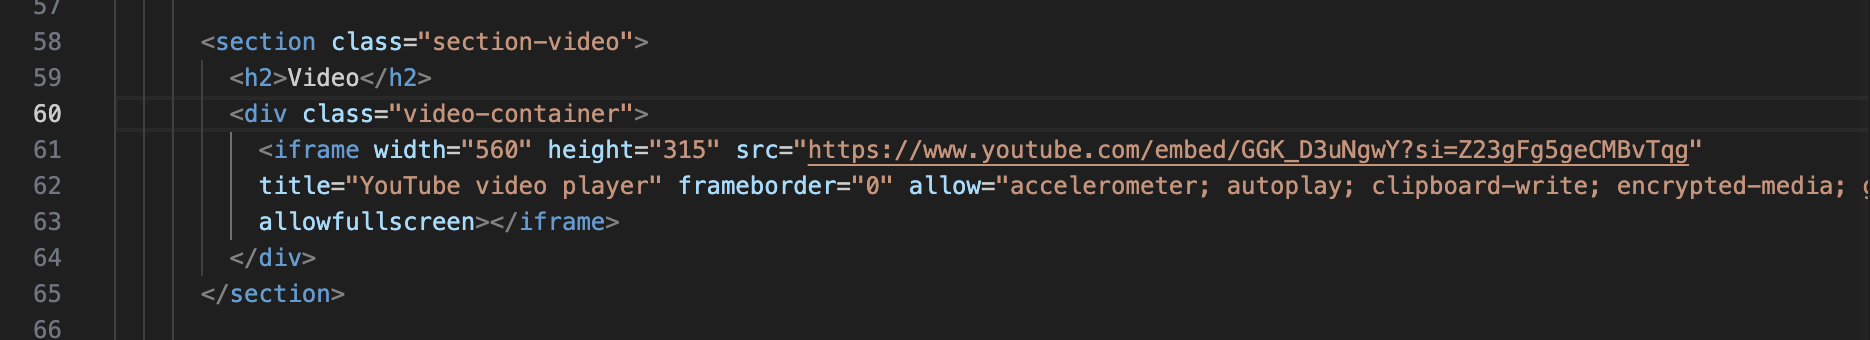 57
58 <section class="section-video">
59 <h2>Video</h2>
60 <div class="video-container">
61 <iframe width="560" height="315" src="https://www.youtube.com/embed/GGK_D3uNgwY?si=Z23gFg5geCMBvTqg"
62 title="YouTube video player" frameborder="0" allow="accelerometer; autoplay; clipboard-write; encrypted-media;
63 allowfullscreen></iframe>
64 </div>
65 </section>
66